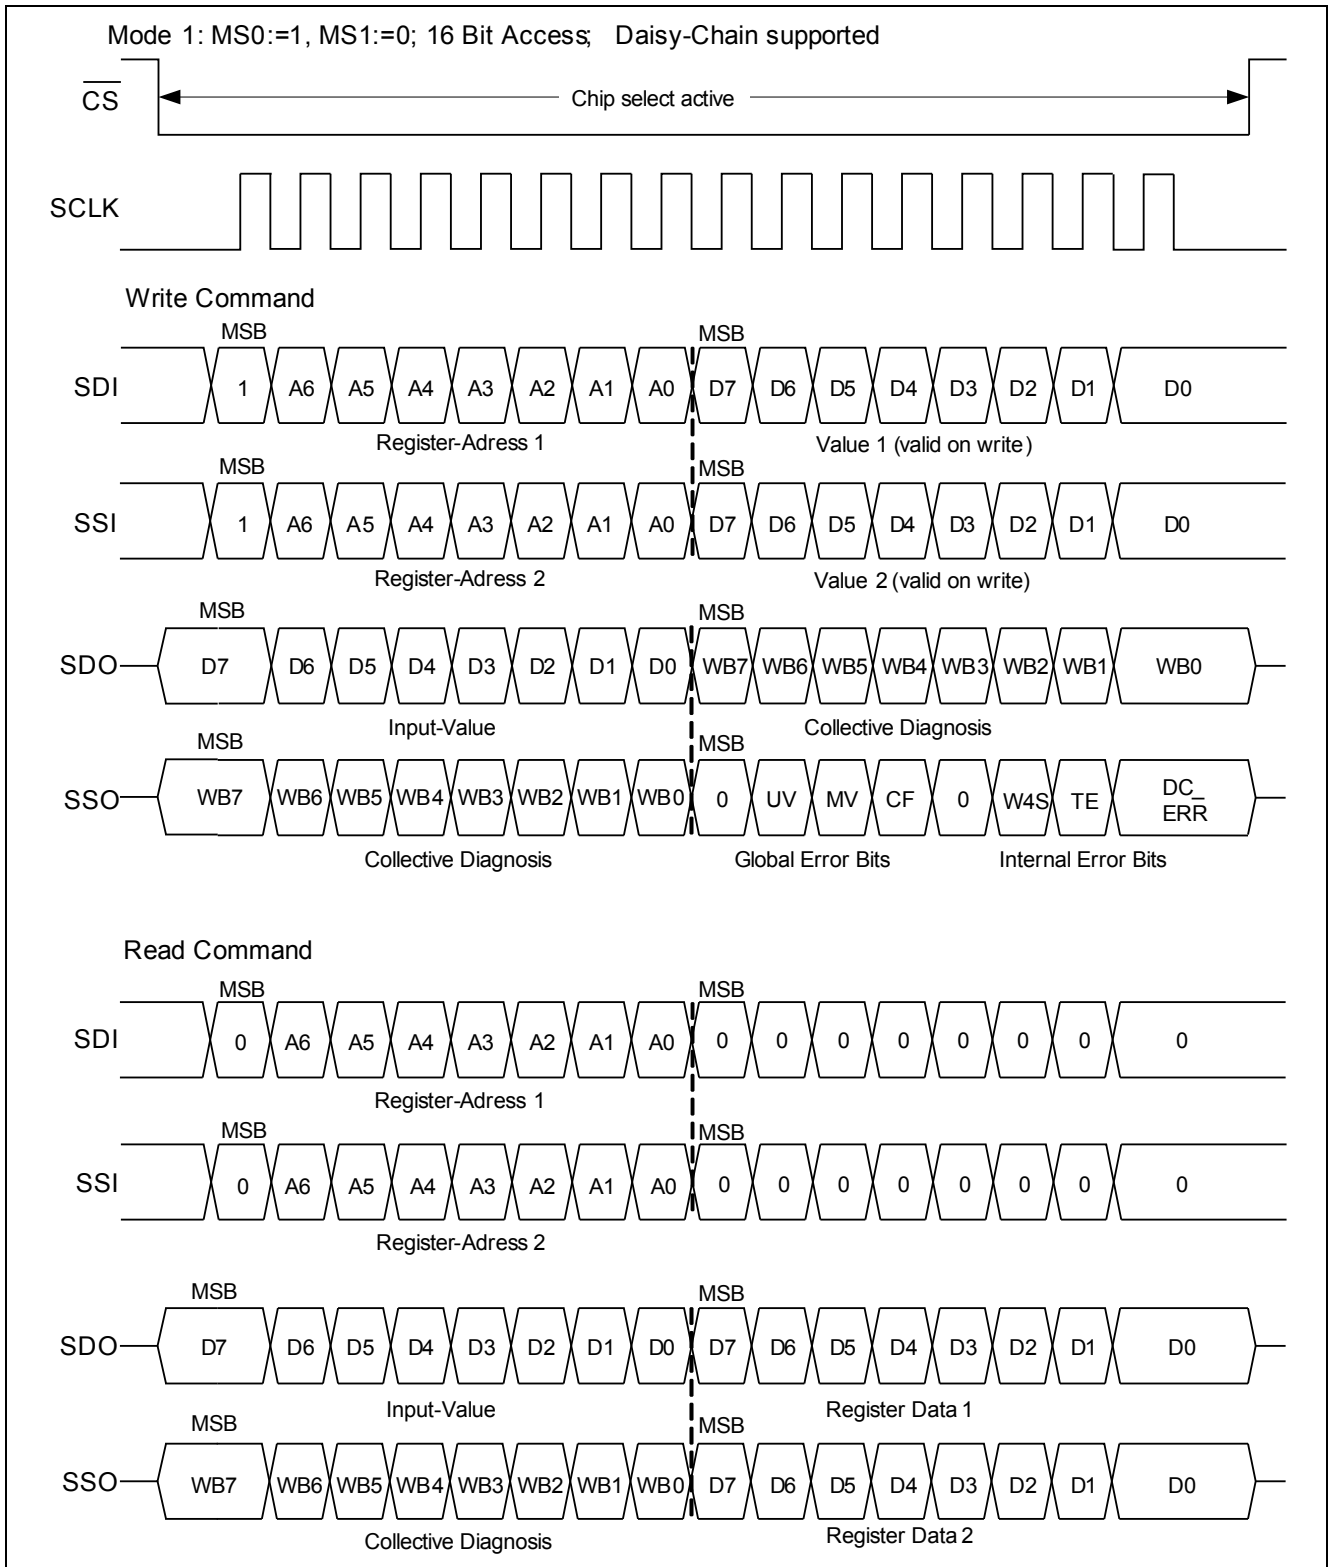 Mode 1: MS0:=1, MS1:=0; 16 Bit Access; Daisy-Chain supported
CS
Chip select active
SCLK
Write Command
MSB MSB
SDI 1 A6 A5 A4 A3 A2 A1 A0 D7 D6 D5 D4 D3 D2 D1 D0
Register-Adress 1 Value 1 (valid on write)
MSB MSB
SSI 1 A6 A5 A4 A3 A2 A1 A0 D7 D6 D5 D4 D3 D2 D1 D0
Register-Adress 2 Value 2 (valid on write)
MSB MSB
SDO D7 D6 D5 D4 D3 D2 D1 D0 WB7 WB6 WB5 WB4 WB3 WB2 WB1 WB0
Input-Value Collective Diagnosis
MSB MSB
SSO WB7 WB6 WB5 WB4 WB3 WB2 WB1 WB0 0 UV MV CF 0 W4S TE DC_
ERR
Collective Diagnosis Global Error Bits Internal Error Bits
Read Command
MSB MSB
SDI 0 A6 A5 A4 A3 A2 A1 A0 0 0 0 0 0 0 0 0
Register-Adress 1
MSB MSB
SSI 0 A6 A5 A4 A3 A2 A1 A0 0 0 0 0 0 0 0 0
Register-Adress 2
MSB MSB
SDO D7 D6 D5 D4 D3 D2 D1 D0 D7 D6 D5 D4 D3 D2 D1 D0
Input-Value Register Data 1
MSB MSB
SSO WB7 WB6 WB5 WB4 WB3 WB2 WB1 WB0 D7 D6 D5 D4 D3 D2 D1 D0
Collective Diagnosis Register Data 2